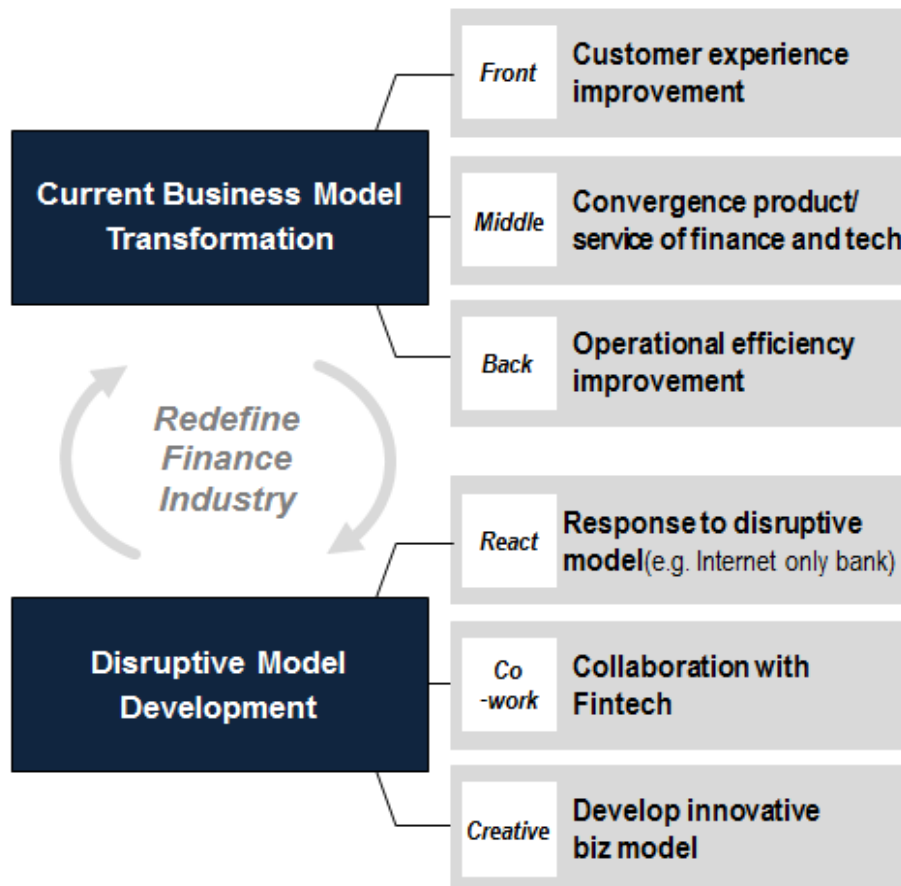 Front
Customer experience
improvement
Current Business Model
Transformation
Middle
Convergence product/
service of finance and tech
Back
Operational efficiency
improvement
Redefine
Finance
Industry
React
Response to disruptive
model(e.g. Internet only bank)
Disruptive Model
Development
Co
-work
Collaboration with
Fintech
Creative
Develop innovative
biz model